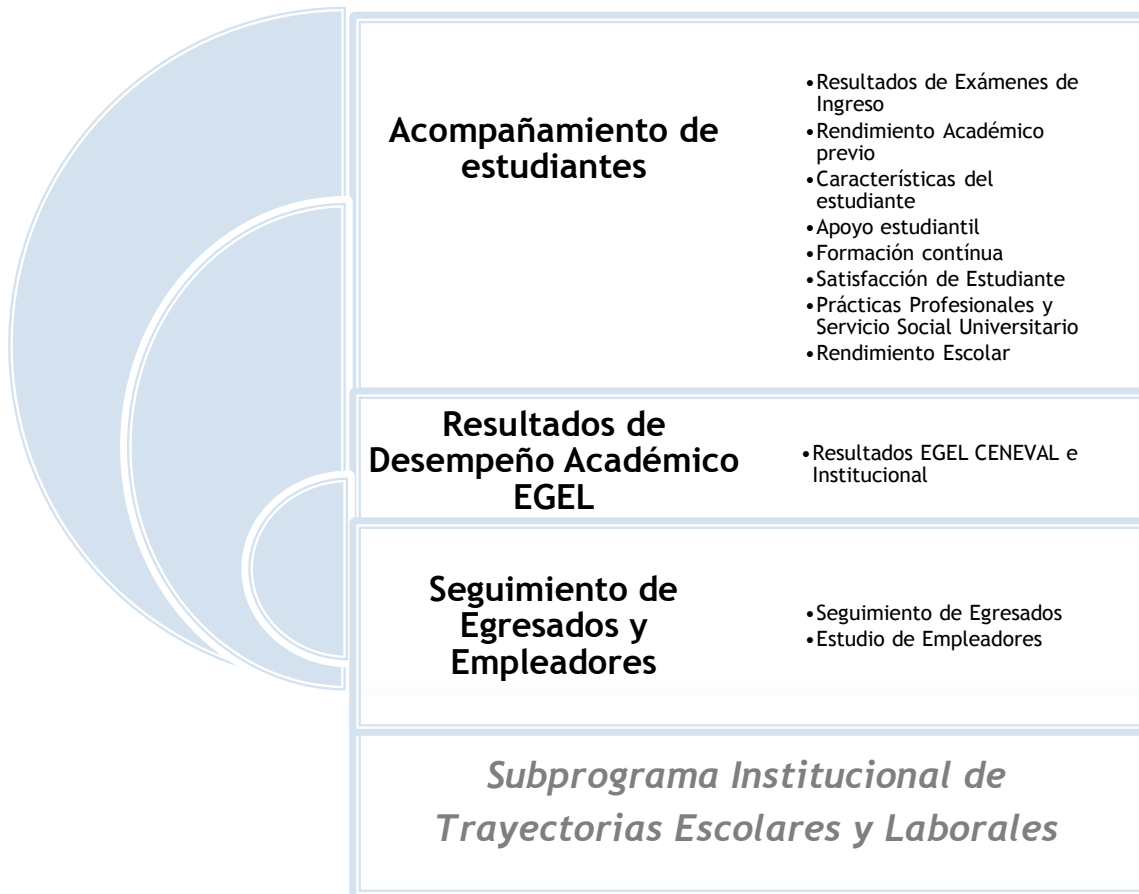 Acompañamiento de
estudiantes
•Resultados de Exámenes de
Ingreso
•Rendimiento Académico
previo
•Características del
estudiante
•Apoyo estudiantil
•Formación contínua
•Satisfacción de Estudiante
•Prácticas Profesionales y
Servicio Social Universitario
•Rendimiento Escolar
Resultados de
Desempeño Académico
EGEL
•Resultados EGEL CENEVAL e
Institucional
Seguimiento de
Egresados y
Empleadores
•Seguimiento de Egresados
•Estudio de Empleadores
Subprograma Institucional de
Trayectorias Escolares y Laborales